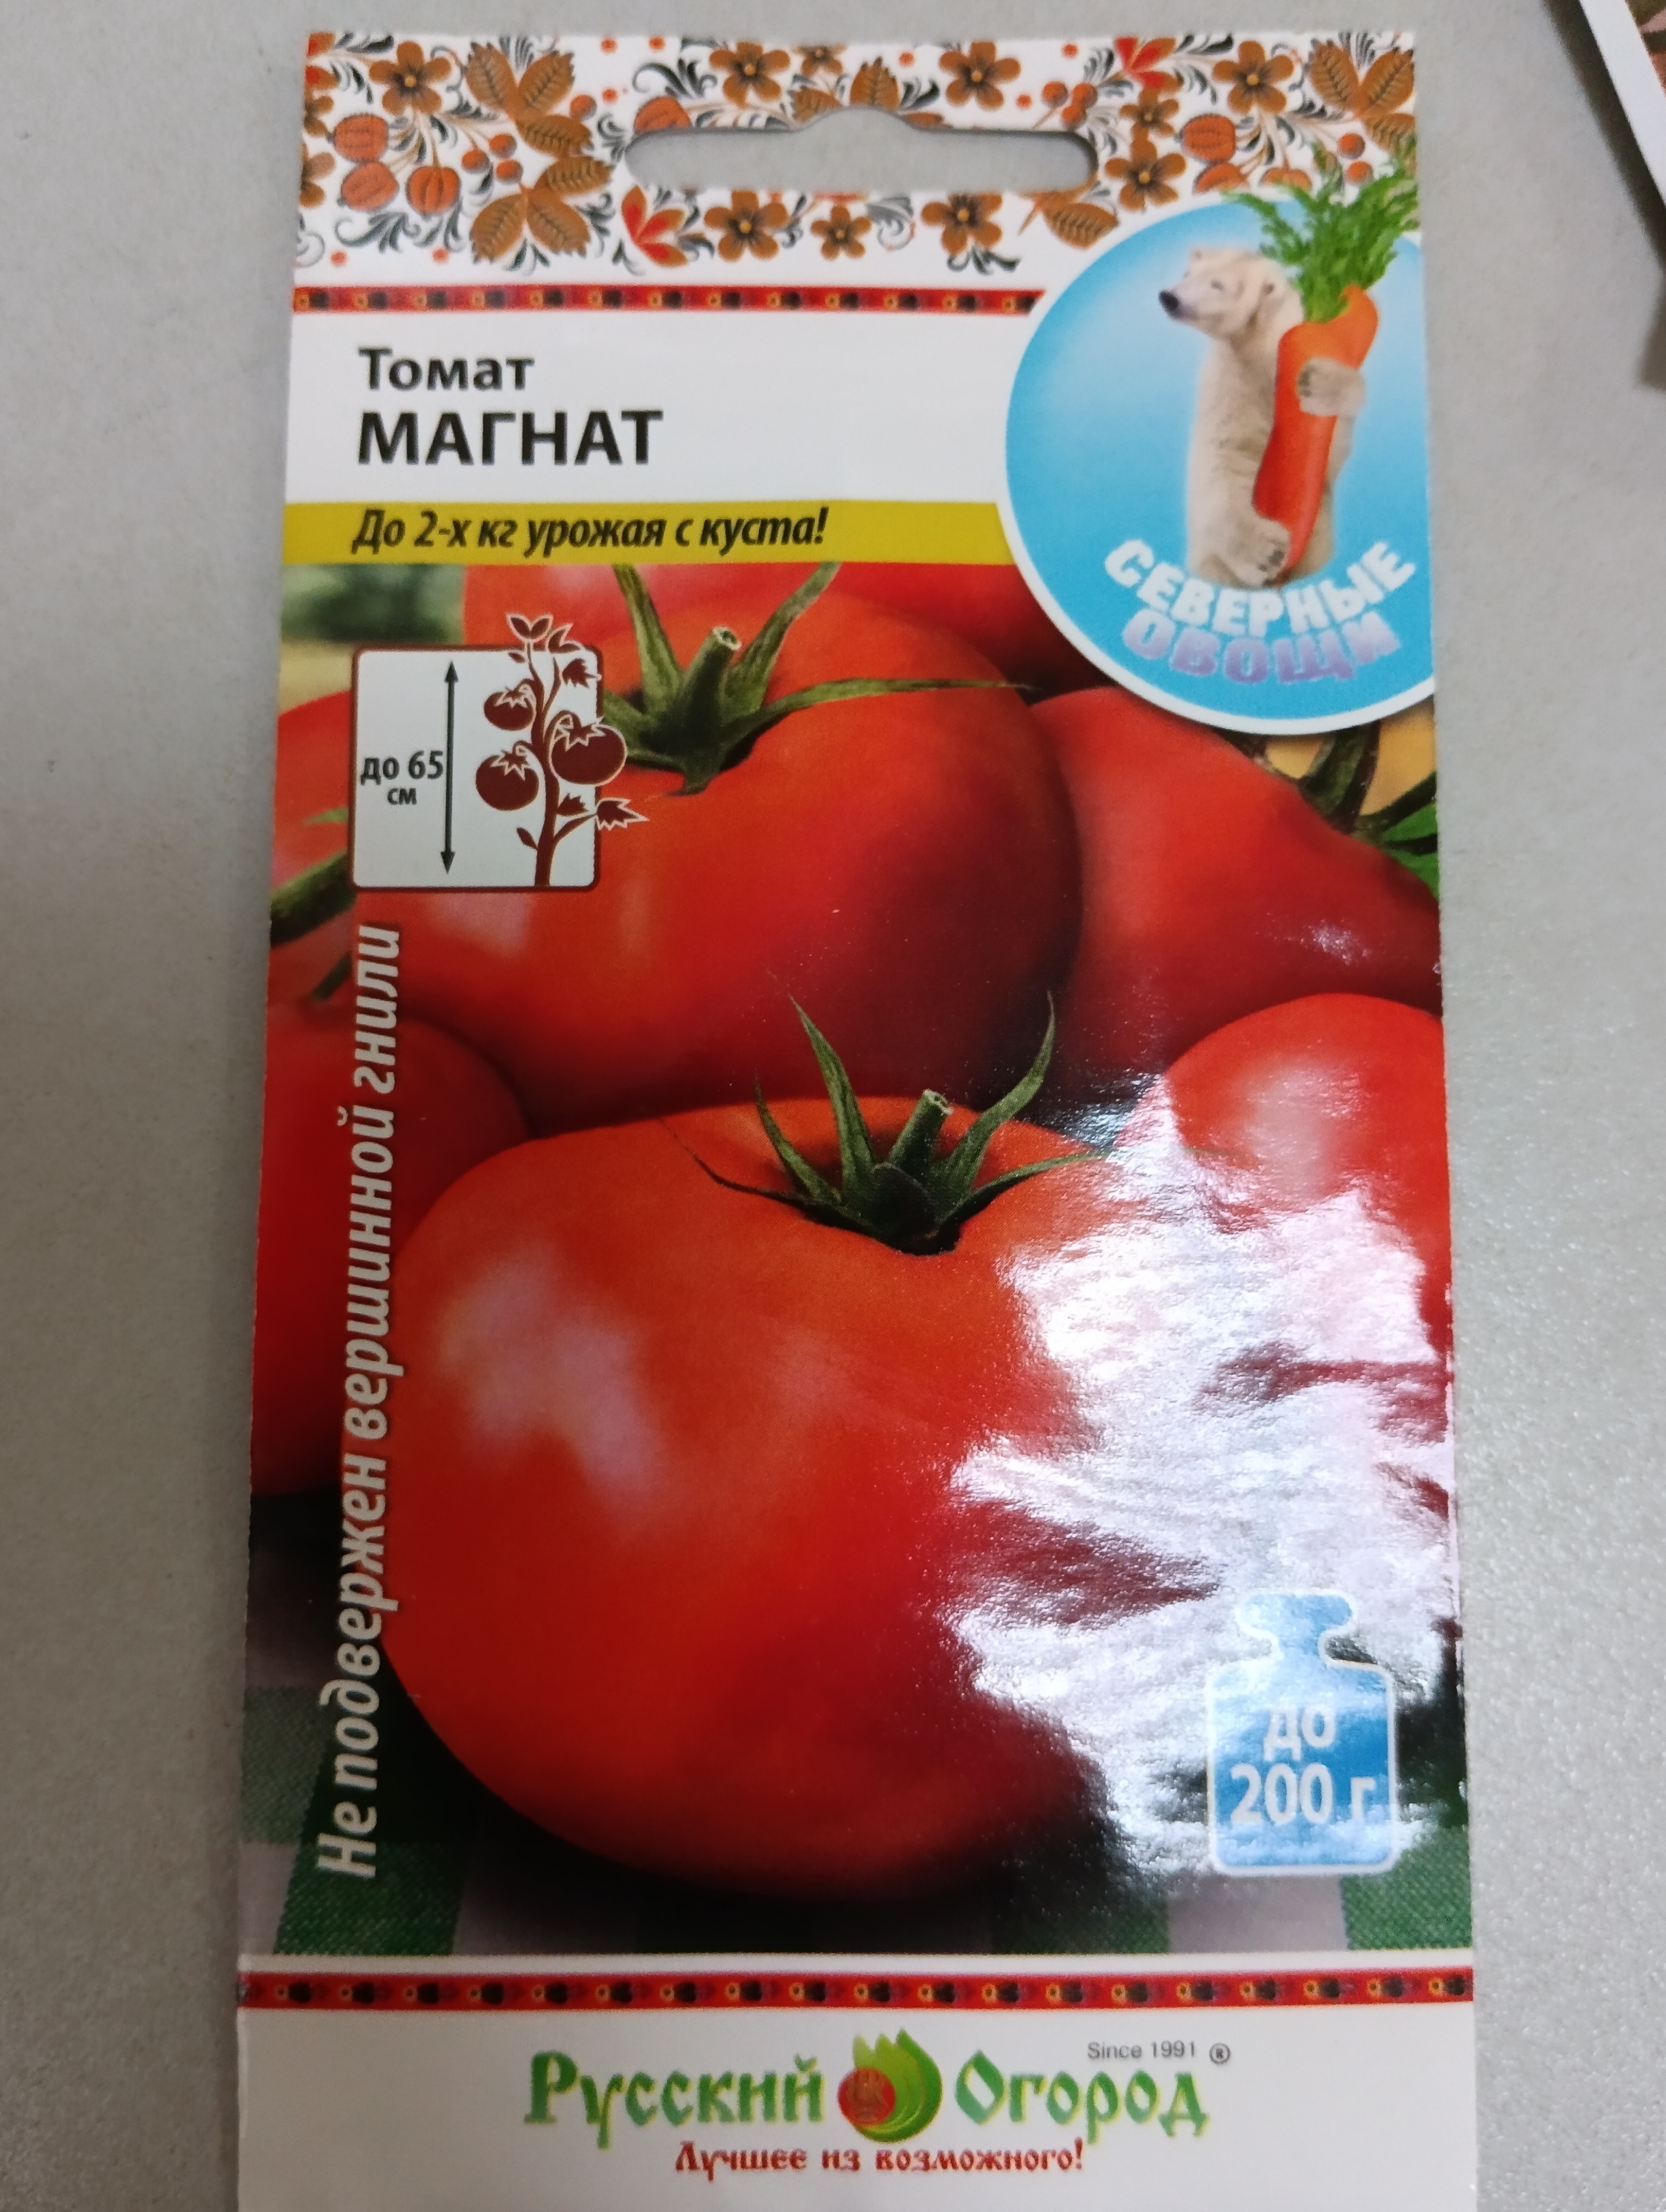 Томат
МАГНАТ
До 2-х кг урожая с куста!
СЕВЕРНЫЕ
ОВОЩИ
до 65
см
Не подвержен вершинной гнили
до
200 г
Since 1991 ®
Русский Огород
Лучшее из возможного!